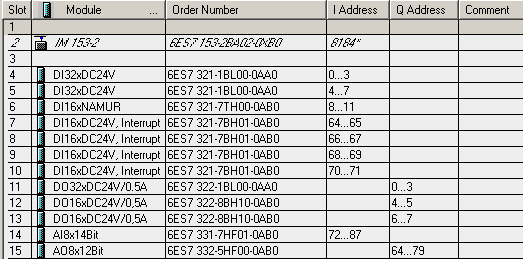 Slot Module ... Order Number I Address Q Address Comment
1
2 IM 153-2 6ES7 153-2BA02-0XB0 8164*
3
4 DI32xDC24V 6ES7 321-1BL00-0AA0 0...3
5 DI32xDC24V 6ES7 321-1BL00-0AA0 4...7
6 DI16xNAMUR 6ES7 321-7TH00-0AB0 8...11
7 DI16xDC24V, Interrupt 6ES7 321-7BH01-0AB0 64...65
8 DI16xDC24V, Interrupt 6ES7 321-7BH01-0AB0 66...67
9 DI16xDC24V, Interrupt 6ES7 321-7BH01-0AB0 68...69
10 DI16xDC24V, Interrupt 6ES7 321-7BH01-0AB0 70...71
11 DO32xDC24V/0.5A 6ES7 322-1BL00-0AA0 0...3
12 DO16xDC24V/0,5A 6ES7 322-8BH10-0AB0 4...5
13 DO16xDC24V/0,5A 6ES7 322-8BH10-0AB0 6...7
14 AI8x14Bit 6ES7 331-7HF01-0AB0 72...87
15 AO8x12Bit 6ES7 332-5HF00-0AB0 64...79